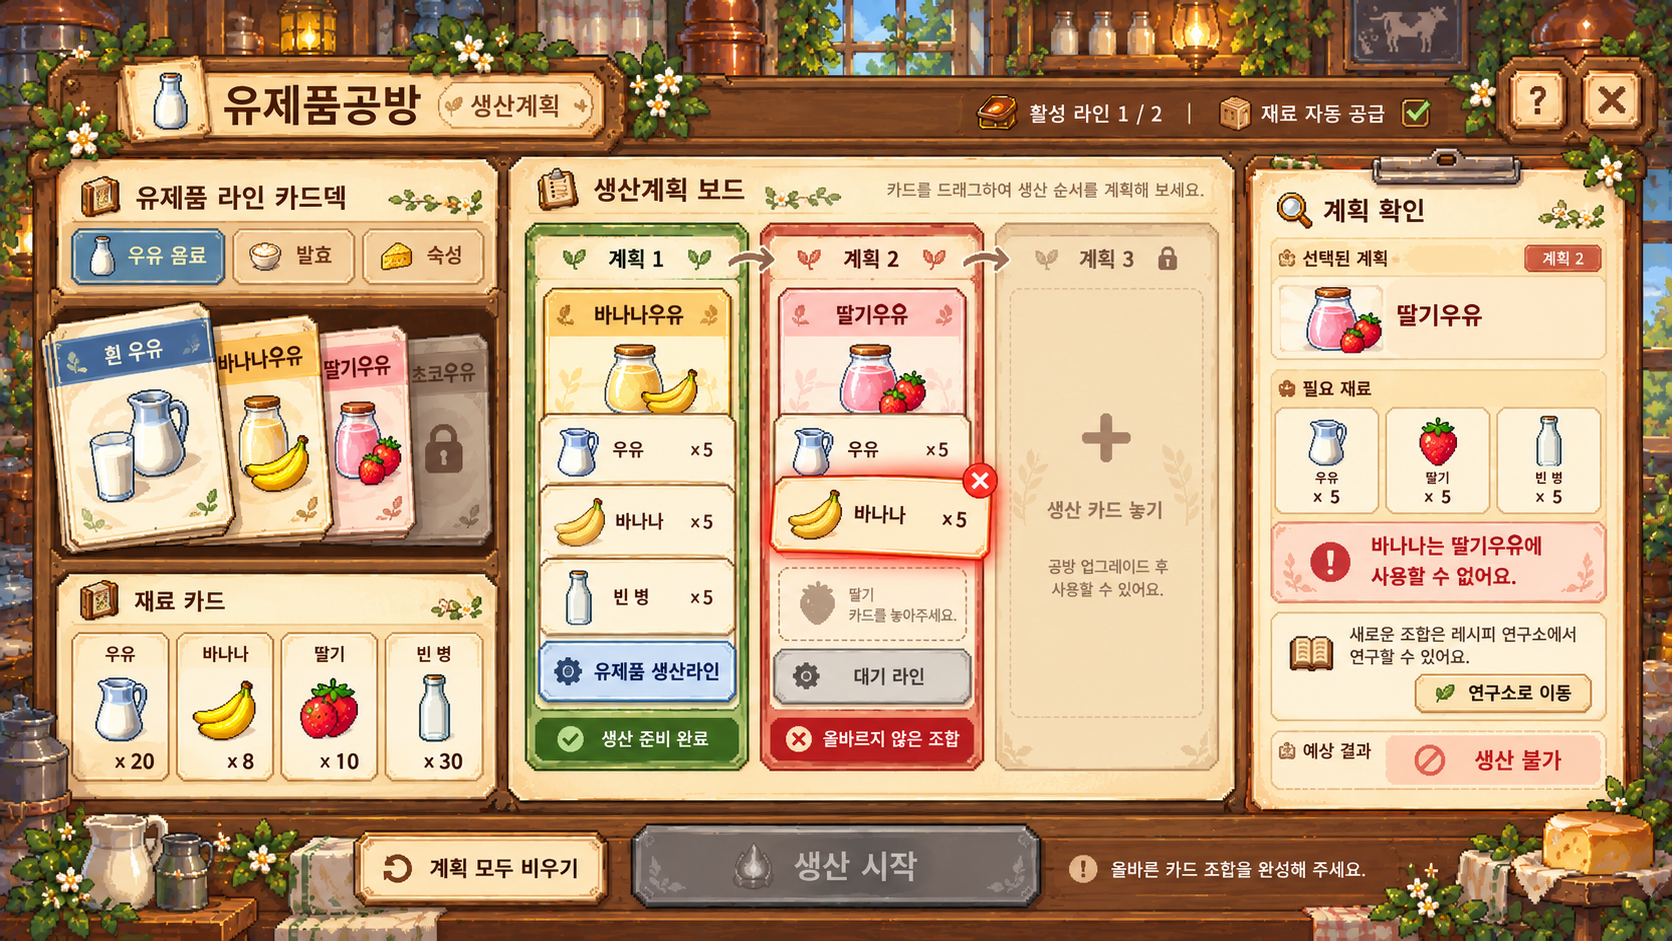 유제품공방
생산계획
활성 라인 1 / 2
재료 자동 공급
?
유제품 라인 카드덱
우유 음료
발효
숙성
흰 우유
바나나우유
딸기우유
초코우유
재료 카드
우유
x 20
바나나
x 8
딸기
x 10
빈 병
x 30
생산계획 보드
카드를 드래그하여 생산 순서를 계획해 보세요.
계획 1
바나나우유
우유 x5
바나나 x5
빈 병 x5
유제품 생산라인
생산 준비 완료
계획 2
딸기우유
우유 x5
바나나 x5
딸기
카드를 놓아주세요.
대기 라인
올바르지 않은 조합
계획 3
생산 카드 놓기
공방 업그레이드 후
사용할 수 있어요.
계획 확인
선택된 계획
계획 2
딸기우유
필요 재료
우유
x 5
딸기
x 5
빈 병
x 5
바나나는 딸기우유에
사용할 수 없어요.
새로운 조합은 레시피 연구소에서
연구할 수 있어요.
연구소로 이동
예상 결과
생산 불가
계획 모두 비우기
생산 시작
올바른 카드 조합을 완성해 주세요.